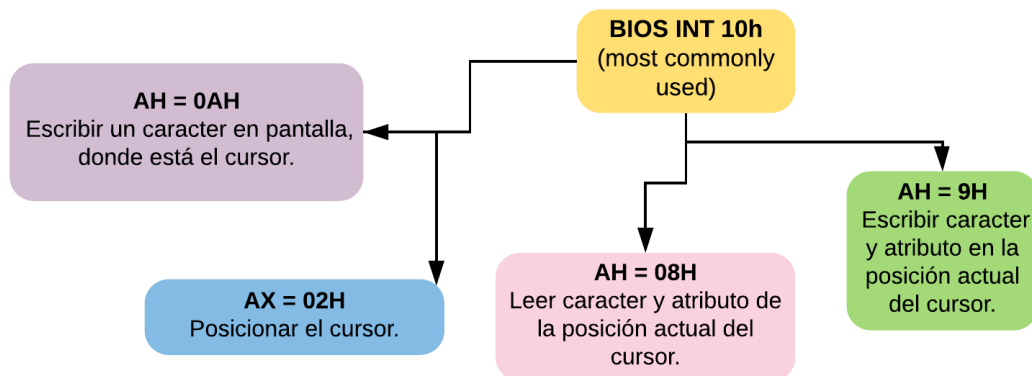 BIOS INT 10h
(most commonly
used)
AH = 0AH
Escribir un caracter en pantalla,
donde está el cursor.
AX = 02H
Posicionar el cursor.
AH = 08H
Leer caracter y atributo de
la posición actual del
cursor.
AH = 9H
Escribir caracter
y atributo en la
posición actual
del cursor.